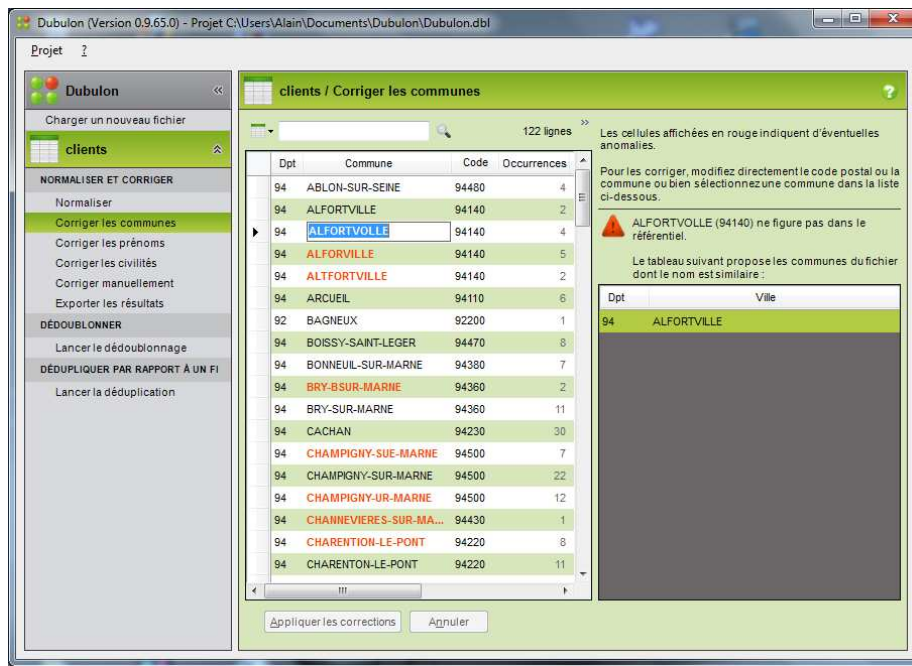 Dubulon (Version 0.9.65.0) - Projet C:\Users\Alain\Documents\Dubulon\Dubulon.dbl
Projet ?
Dubulon
Charger un nouveau fichier
clients
NORMALISER ET CORRIGER
Normaliser
Corriger les communes
Corriger les prénoms
Corriger les civilités
Corriger manuellement
Exporter les résultats
DÉDOUBLONNER
Lancer le dédoublonnage
DÉDUPLIQUER PAR RAPPORT À UN FI
Lancer la déduplication
clients / Corriger les communes
?
122 lignes
Dpt Commune Code Occurrences
94 ABLON-SUR-SEINE 94480 4
94 ALFORTVILLE 94140 2
94 ALFORTVOLLE 94140 4
94 ALFORVILLE 94140 5
94 ALTFORTVILLE 94140 2
94 ARCUEIL 94110 6
92 BAGNEUX 92200 1
94 BOISSY-SAINT-LEGER 94470 8
94 BONNEUIL-SUR-MARNE 94380 7
94 BRY-BSUR-MARNE 94360 2
94 BRY-SUR-MARNE 94360 11
94 CACHAN 94230 30
94 CHAMPIGNY-SUE-MARNE 94500 7
94 CHAMPIGNY-SUR-MARNE 94500 22
94 CHAMPIGNY-UR-MARNE 94500 12
94 CHANNEVIERES-SUR-MA... 94430 1
94 CHARENTION-LE-PONT 94220 8
94 CHARENTON-LE-PONT 94220 11
Appliquer les corrections Annuler
Les cellules affichées en rouge indiquent d'éventuelles
anomalies.
Pour les corriger, modifiez directement le code postal ou la
commune ou bien sélectionnez une commune dans la liste
ci-dessous.
ALFORTVOLLE (94140) ne figure pas dans le
référentiel.
Le tableau suivant propose les communes du fichier
dont le nom est similaire :
Dpt Ville
94 ALFORTVILLE